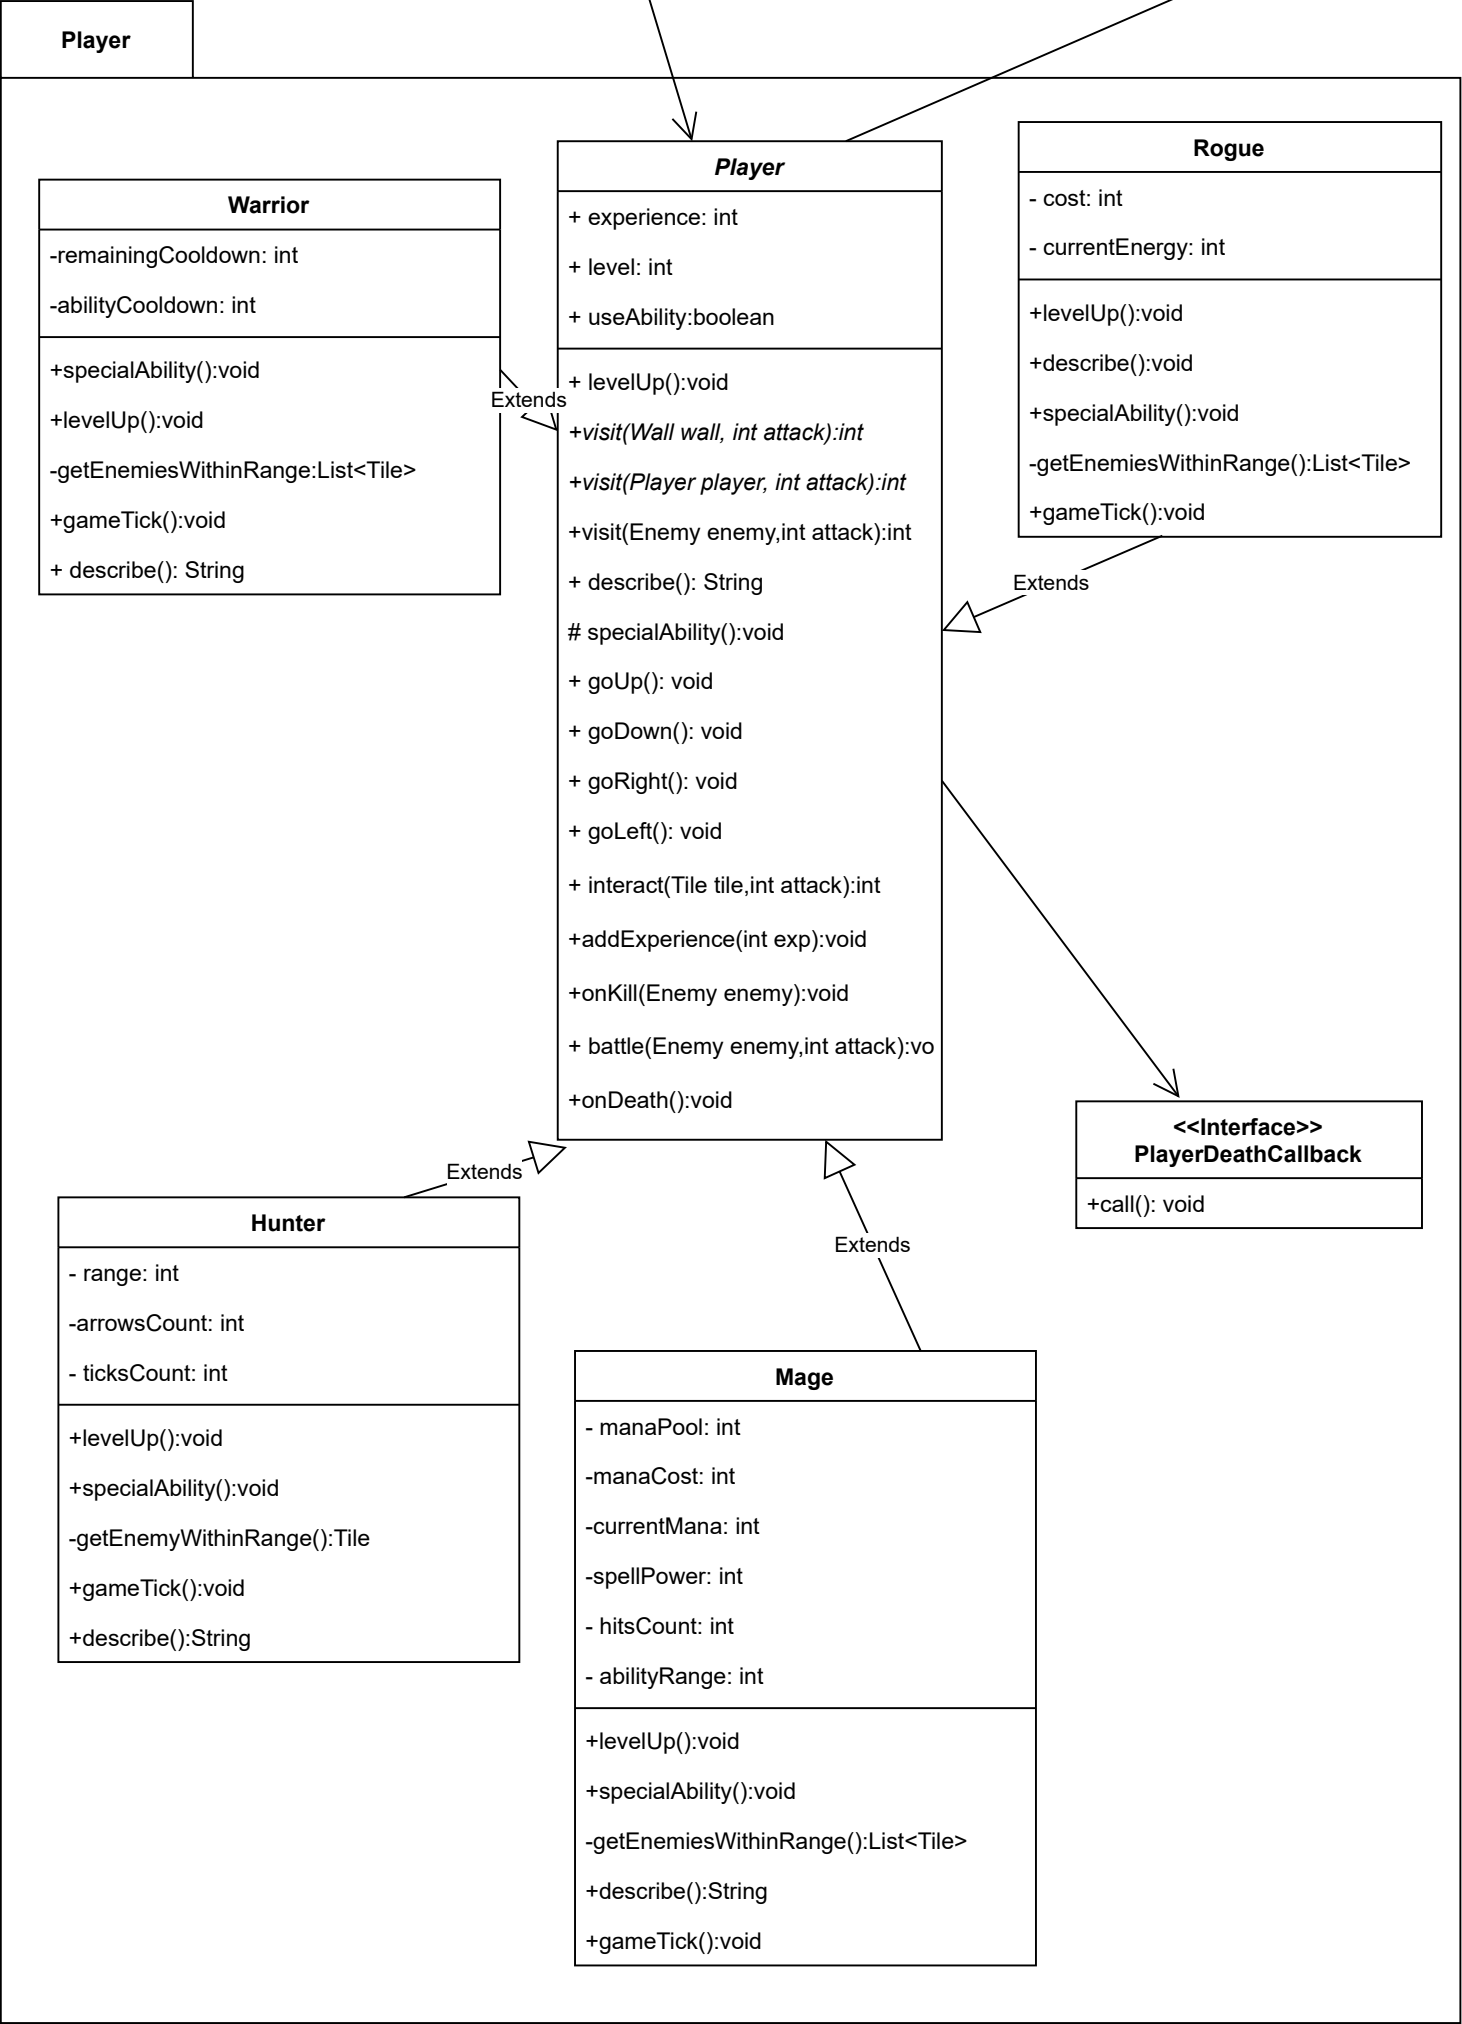 Player
Warrior
-remainingCooldown: int
-abilityCooldown: int
+specialAbility():void
+levelUp():void
-getEnemiesWithinRange:List<Tile>
+gameTick():void
+ describe(): String
Extends
Player
+ experience: int
+ level: int
+ useAbility:boolean
+ levelUp():void
+visit(Wall wall, int attack):int
+visit(Player player, int attack):int
+visit(Enemy enemy,int attack):int
+ describe(): String
# specialAbility():void
+ goUp(): void
+ goDown(): void
+ goRight(): void
+ goLeft(): void
+ interact(Tile tile,int attack):int
+addExperience(int exp):void
+onKill(Enemy enemy):void
+ battle(Enemy enemy,int attack):vo
+onDeath():void
Rogue
- cost: int
- currentEnergy: int
+levelUp():void
+describe():void
+specialAbility():void
-getEnemiesWithinRange():List<Tile>
+gameTick():void
Extends
<<Interface>>
PlayerDeathCallback
+call(): void
Extends
Hunter
- range: int
-arrowsCount: int
- ticksCount: int
+levelUp():void
+specialAbility():void
-getEnemyWithinRange():Tile
+gameTick():void
+describe():String
Extends
Mage
- manaPool: int
-manaCost: int
-currentMana: int
-spellPower: int
- hitsCount: int
- abilityRange: int
+levelUp():void
+specialAbility():void
-getEnemiesWithinRange():List<Tile>
+describe():String
+gameTick():void